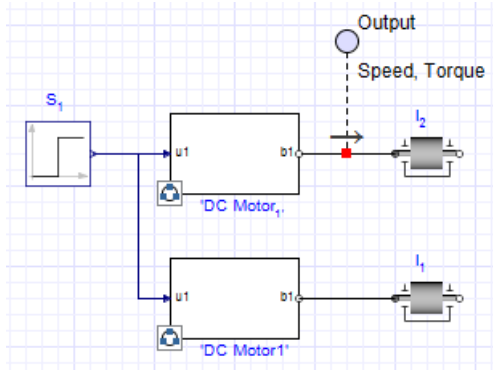 Output
Speed, Torque
S₁
I₂
u1
b1
'DC Motor₁'
I₁
u1
b1
'DC Motor1'